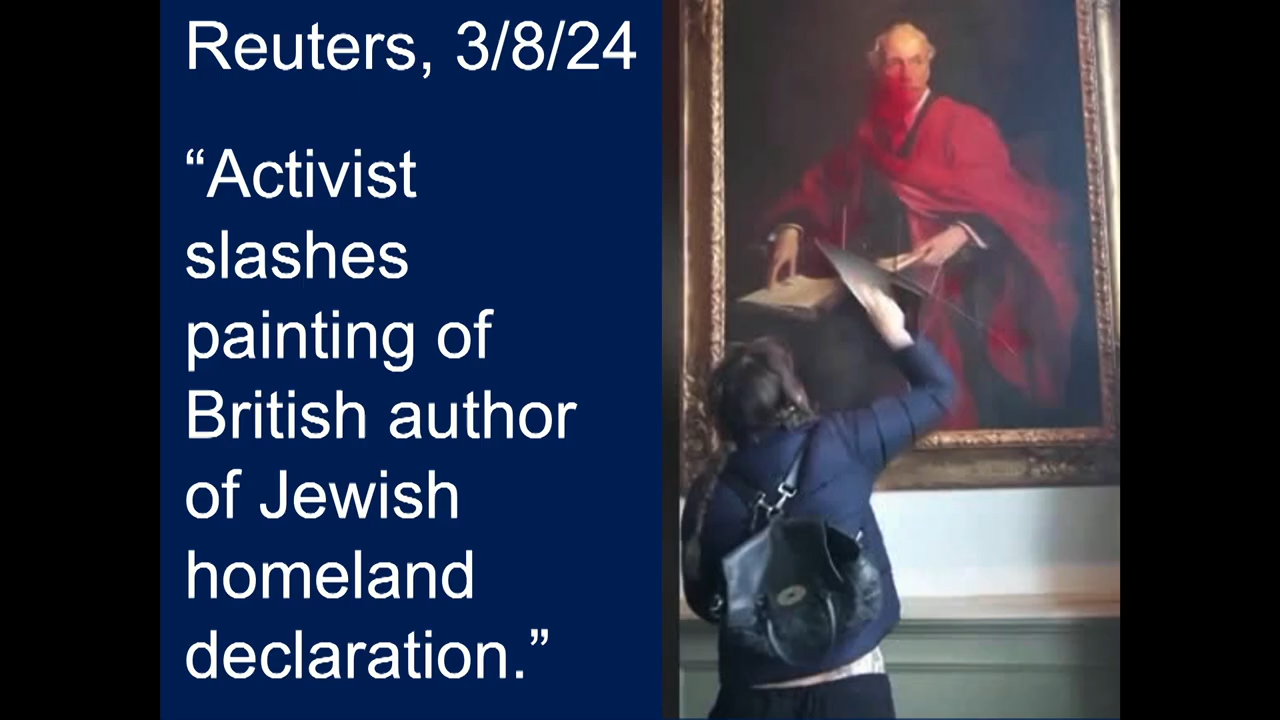 Reuters, 3/8/24
“Activist
slashes
painting of
British author
of Jewish
homeland
declaration.”